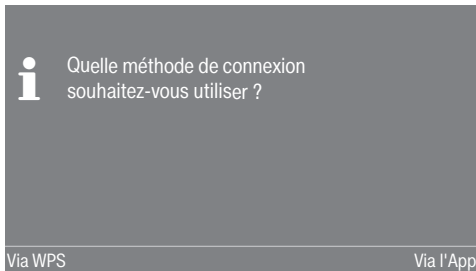 Quelle méthode de connexion
souhaitez-vous utiliser ?
Via WPS
Via l'App